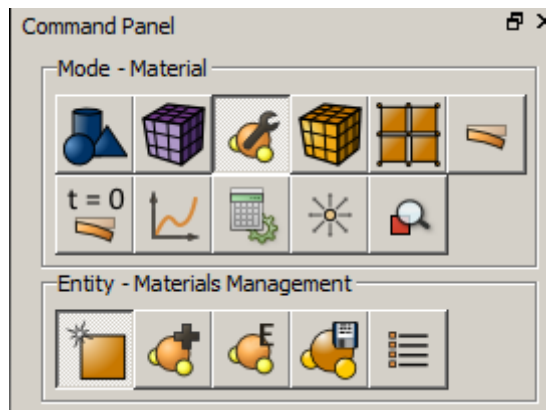 Command Panel
Mode - Material
t = 0
Entity - Materials Management
E